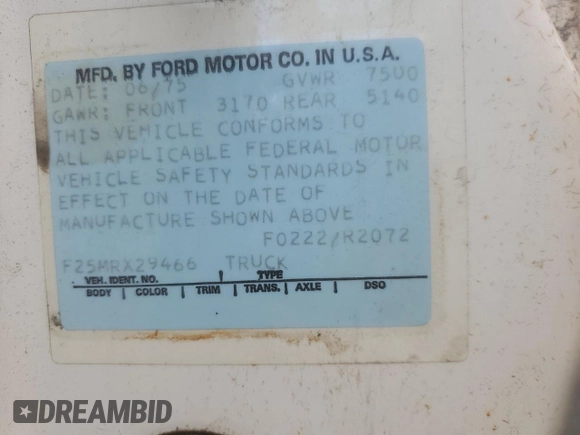 MFD. BY FORD MOTOR CO. IN U.S.A.
DATE: 06/75 GVWR 7500
GAWR: FRONT 3170 REAR 5140
THIS VEHICLE CONFORMS TO
ALL APPLICABLE FEDERAL MOTOR
VEHICLE SAFETY STANDARDS IN
EFFECT ON THE DATE OF
MANUFACTURE SHOWN ABOVE
F0222/R2072
F25MRX29466 TRUCK
VEH. IDENT. NO. TYPE
BODY COLOR TRIM TRANS. AXLE DSO
DREAMBID